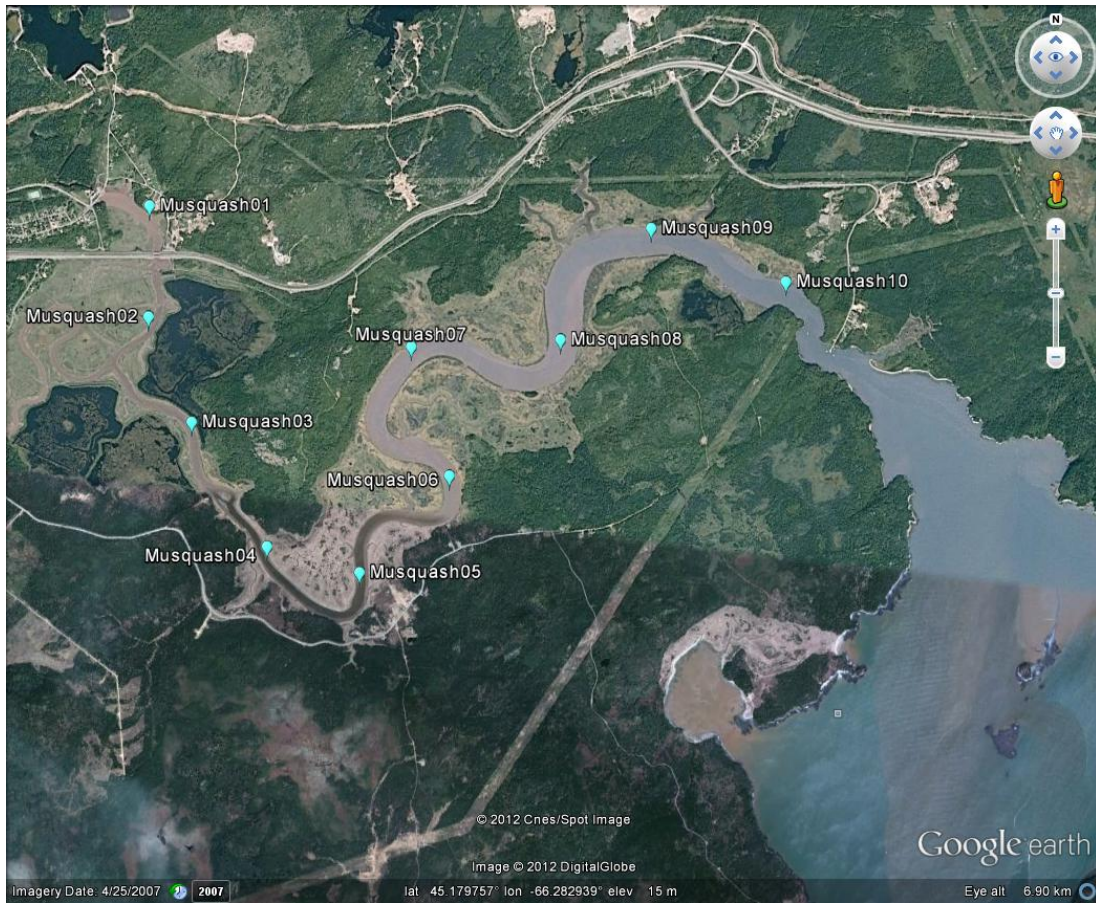 N
Musquash01
Musquash09
Musquash10
Musquash02
Musquash07
Musquash08
Musquash03
Musquash06
Musquash04
Musquash05
© 2012 Cnes/Spot Image
Image © 2012 DigitalGlobe
Google earth
Imagery Date: 4/25/2007 2007 lat 45.179757° lon -66.282939° elev 15 m Eye alt 6.90 km